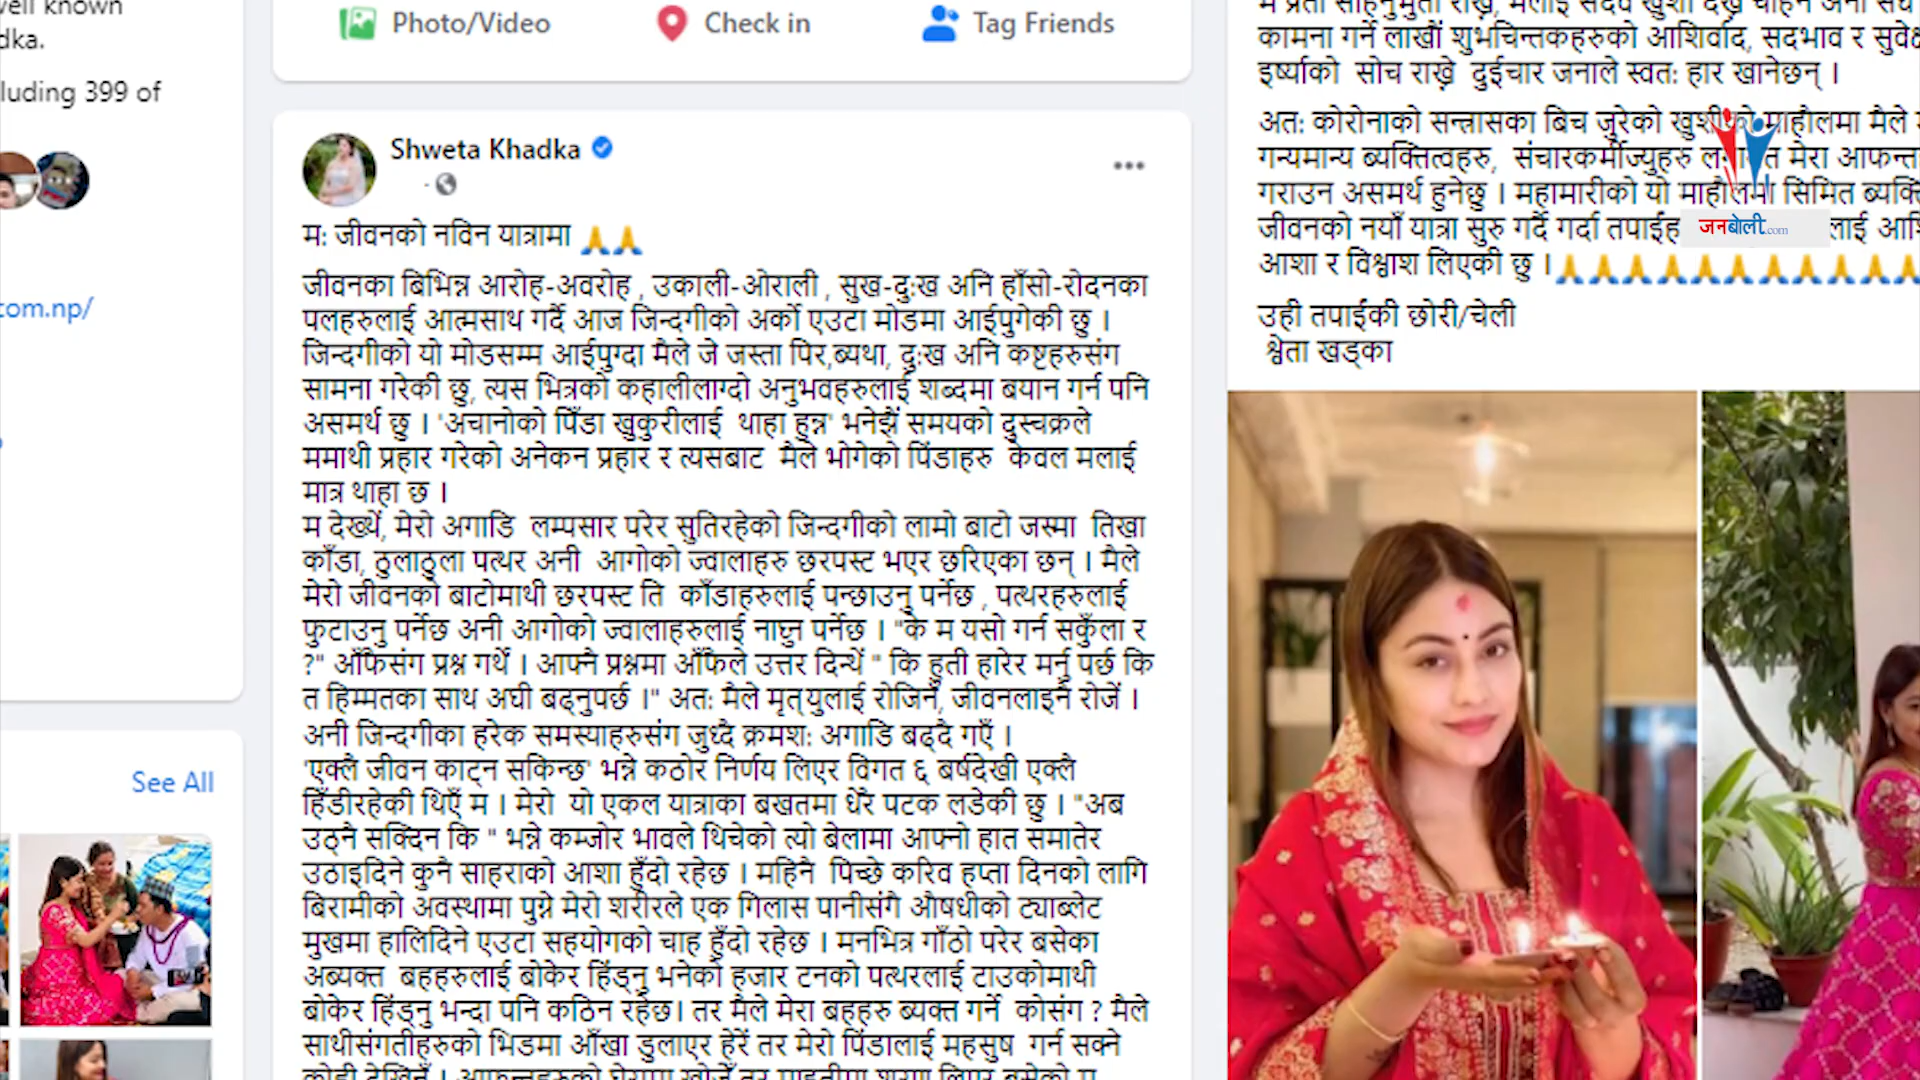 well known
dka.
luding 399 of
com.np/
See All
Photo/Video
Check in
Tag Friends
Shweta Khadka
म: जीवनको नविन यात्रामा 🙏🙏
जीवनका बिभिन्न आरोह-अवरोह , उकाली-ओराली , सुख-दुःख अनि हाँसो-रोदनका
पलहरुलाई आत्मसाथ गर्दै आज जिन्दगीको अर्को एउटा मोडमा आईपुगेकी छु ।
जिन्दगीको यो मोडसम्म आईपुग्दा मैले जे जस्ता पिर,ब्यथा, दुःख अनि कष्टहरुसंग
सामना गरेकी छु, त्यस भित्रको कहालीलाग्दो अनुभवहरुलाई शब्दमा बयान गर्न पनि
असमर्थ छु । 'अचानोको पिँडा खुकुरीलाई थाहा हुन्न' भनेझैं समयको दुस्चक्रले
ममाथी प्रहार गरेको अनेकन प्रहार र त्यसबाट मैले भोगेको पिंडाहरु केवल मलाई
मात्र थाहा छ ।
म देख्थें, मेरो अगाडि लम्पसार परेर सुतिरहेको जिन्दगीको लामो बाटो जस्मा तिखा
काँडा, ठुलाठुला पत्थर अनी आगोको ज्वालाहरु छरपस्ट भएर छरिएका छन् । मैले
मेरो जीवनको बाटोमाथी छरपस्ट ति काँडाहरुलाई पन्छाउनु पर्नेछ , पत्थरहरुलाई
फुटाउनु पर्नेछ अनी आगोको ज्वालाहरुलाई नाघ्नु पर्नेछ । "के म यसो गर्न सकुँला र
?" आँफैसंग प्रश्न गर्थें । आफ्नै प्रश्नमा आँफैले उत्तर दिन्थें " कि हुती हारेर मर्नु पर्छ कि
त हिम्मतका साथ अघी बढ्नुपर्छ ।" अत: मैले मृत्युलाई रोजिनँ, जीवनलाइनै रोजें ।
अनी जिन्दगीका हरेक समस्याहरुसंग जुध्दै क्रमश: अगाडि बढ्दै गएँ ।
'एक्लै जीवन काट्न सकिन्छ' भन्ने कठोर निर्णय लिएर विगत ६ बर्षदेखी एक्लै
हिँडीरहेकी थिएँ म । मेरो यो एकल यात्राका बखतमा धेरै पटक लडेकी छु । "अब
उठ्नै सक्दिन कि " भन्ने कम्जोर भावले थिचेको त्यो बेलामा आफ्नो हात समातेर
उठाइदिने कुनै साहराको आशा हुँदो रहेछ । महिनै पिच्छे करिव हप्ता दिनको लागि
बिरामीको अवस्थामा पुग्ने मेरो शरीरले एक गिलास पानीसंगै औषधीको ट्याब्लेट
मुखमा हालिदिने एउटा सहयोगको चाह हुँदो रहेछ । मनभित्र गाँठो परेर बसेका
अब्यक्त बहहरुलाई बोकेर हिंड्नु भनेको हजार टनको पत्थरलाई टाउकोमाथी
बोकेर हिंड्नु भन्दा पनि कठिन रहेछ। तर मैले मेरा बहहरु ब्यक्त गर्ने कोसंग ? मैले
साथीसंगतीहरुको भिडमा आँखा डुलाएर हेरें तर मेरो पिंडालाई महसुष गर्न सक्ने
कामना गर्ने लाखौं शुभचिन्तकहरुको आशिर्वाद, सदभाव र
इर्ष्याको सोच राख्ने दुईचार जनाले स्वत: हार खानेछन् ।
अत: कोरोनाको सन्त्रासका बिच जुरेको खुशीको माहौलमा मैले
गन्यमान्य ब्यक्तित्वहरु, संचारकर्मीज्युहरु मेरा
गराउन असमर्थ हुनेछु । महामारीको यो माहौलमा सिमित
जीवनको नयाँ यात्रा सुरु गर्दै गर्दा
आशा र विश्वाश लिएकी छु ।🙏🙏🙏🙏🙏🙏🙏🙏🙏🙏
उही तपाईंकी छोरी/चेली
श्वेता खड्का
जनबोली.com